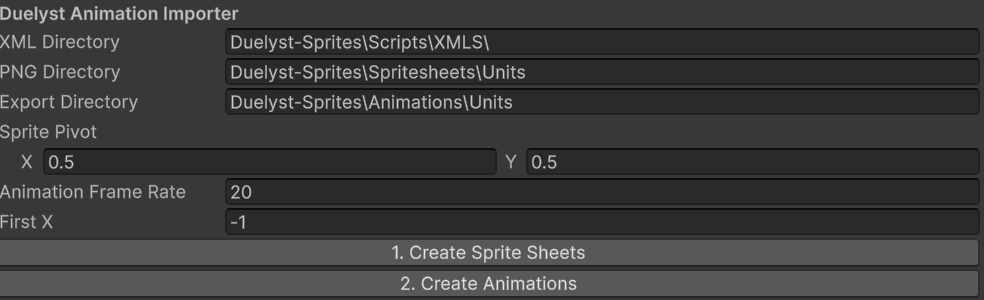 Duelyst Animation Importer
XML Directory Duelyst-Sprites\Scripts\XMLS\
PNG Directory Duelyst-Sprites\Spritesheets\Units
Export Directory Duelyst-Sprites\Animations\Units
Sprite Pivot
X 0.5 Y 0.5
Animation Frame Rate 20
First X -1
1. Create Sprite Sheets
2. Create Animations